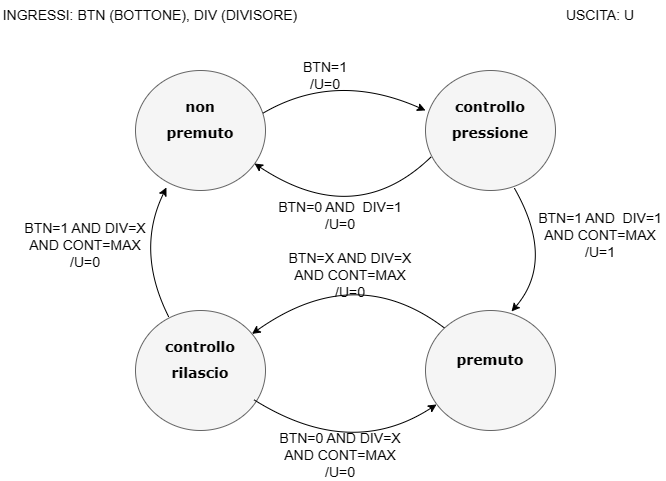 INGRESSI: BTN (BOTTONE), DIV (DIVISORE)
USCITA: U
BTN=1
/U=0
non
premuto
controllo
pressione
BTN=0 AND DIV=1
/U=0
BTN=1 AND DIV=X
AND CONT=MAX
/U=0
BTN=1 AND DIV=1
AND CONT=MAX
/U=1
BTN=X AND DIV=X
AND CONT=MAX
/U=0
controllo
rilascio
premuto
BTN=0 AND DIV=X
AND CONT=MAX
/U=0